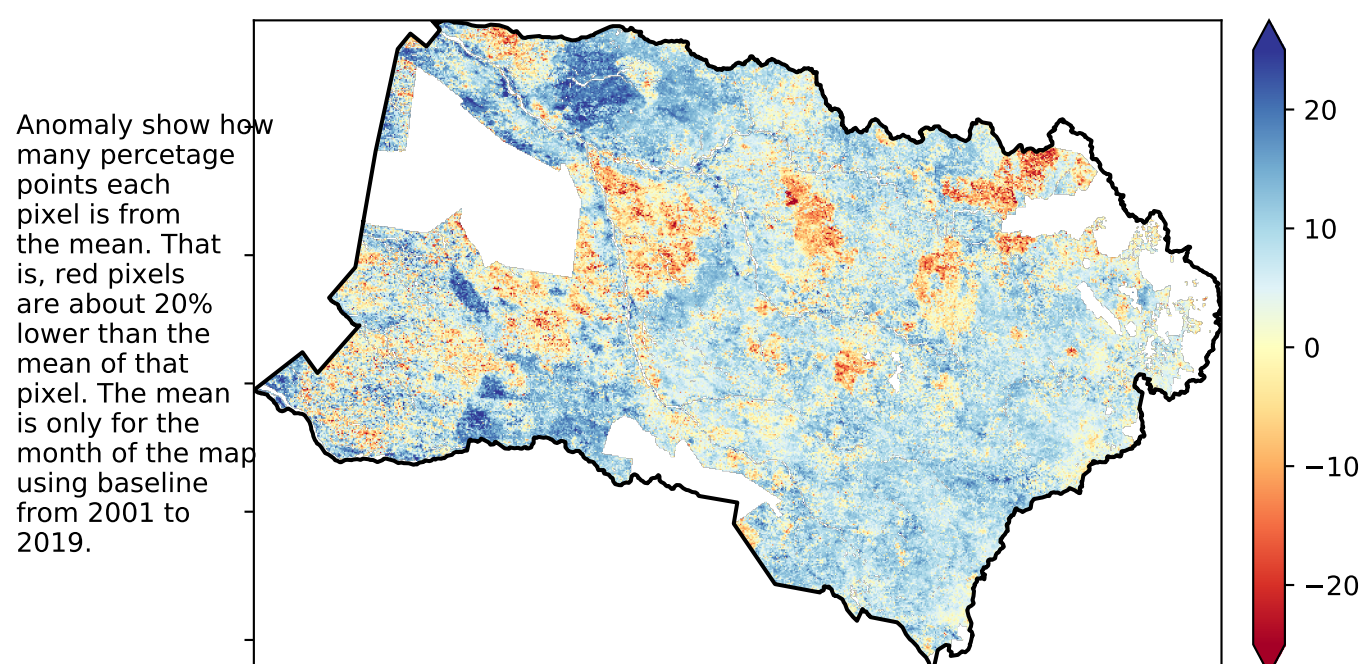 Anomaly show how
many percetage
points each
pixel is from
the mean. That
is, red pixels
are about 20%
lower than the
mean of that
pixel. The mean
is only for the
month of the map
using baseline
from 2001 to
2019.
20
10
0
−10
−20